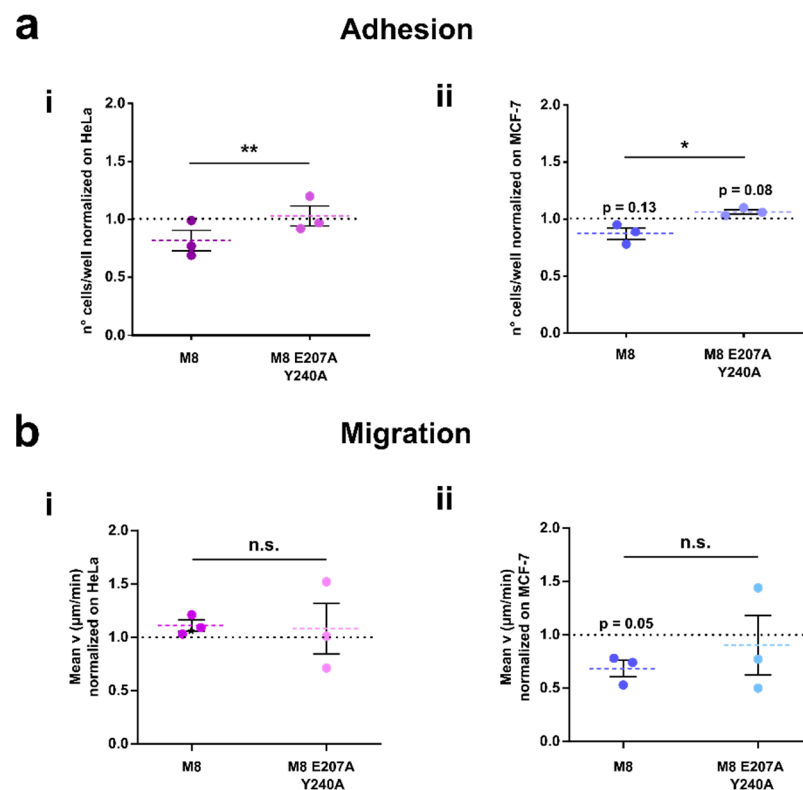 a
Adhesion
i
n° cells/well normalized on HeLa
2.0
1.5
1.0
0.5
0.0
**
M8
M8 E207A
Y240A
ii
n° cells/well normalized on MCF-7
2.0
1.5
1.0
0.5
0.0
*
p = 0.13
p = 0.08
M8
M8 E207A
Y240A
b
Migration
i
Mean v (µm/min)
normalized on HeLa
2.0
1.5
1.0
0.5
0.0
n.s.
*
M8
M8 E207A
Y240A
ii
Mean v (µm/min)
normalized on MCF-7
2.0
1.5
1.0
0.5
0.0
n.s.
p = 0.05
M8
M8 E207A
Y240A